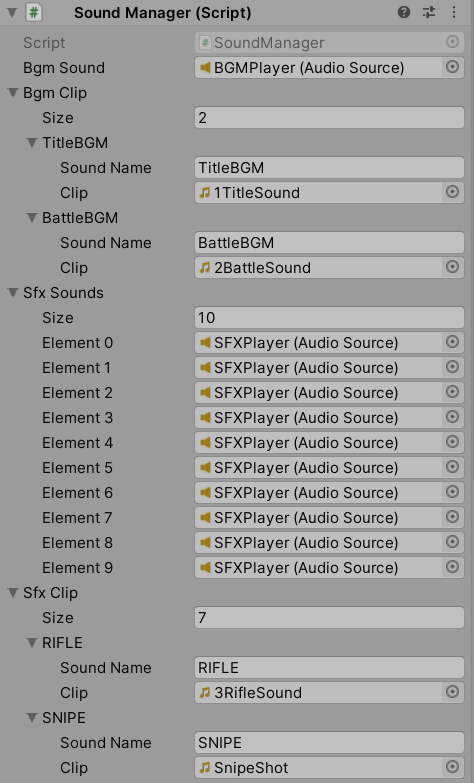 Sound Manager (Script)
Script SoundManager
Bgm Sound BGMPlayer (Audio Source)
Bgm Clip
Size 2
TitleBGM
Sound Name TitleBGM
Clip 1TitleSound
BattleBGM
Sound Name BattleBGM
Clip 2BattleSound
Sfx Sounds
Size 10
Element 0 SFXPlayer (Audio Source)
Element 1 SFXPlayer (Audio Source)
Element 2 SFXPlayer (Audio Source)
Element 3 SFXPlayer (Audio Source)
Element 4 SFXPlayer (Audio Source)
Element 5 SFXPlayer (Audio Source)
Element 6 SFXPlayer (Audio Source)
Element 7 SFXPlayer (Audio Source)
Element 8 SFXPlayer (Audio Source)
Element 9 SFXPlayer (Audio Source)
Sfx Clip
Size 7
RIFLE
Sound Name RIFLE
Clip 3RifleSound
SNIPE
Sound Name SNIPE
Clip SnipeShot